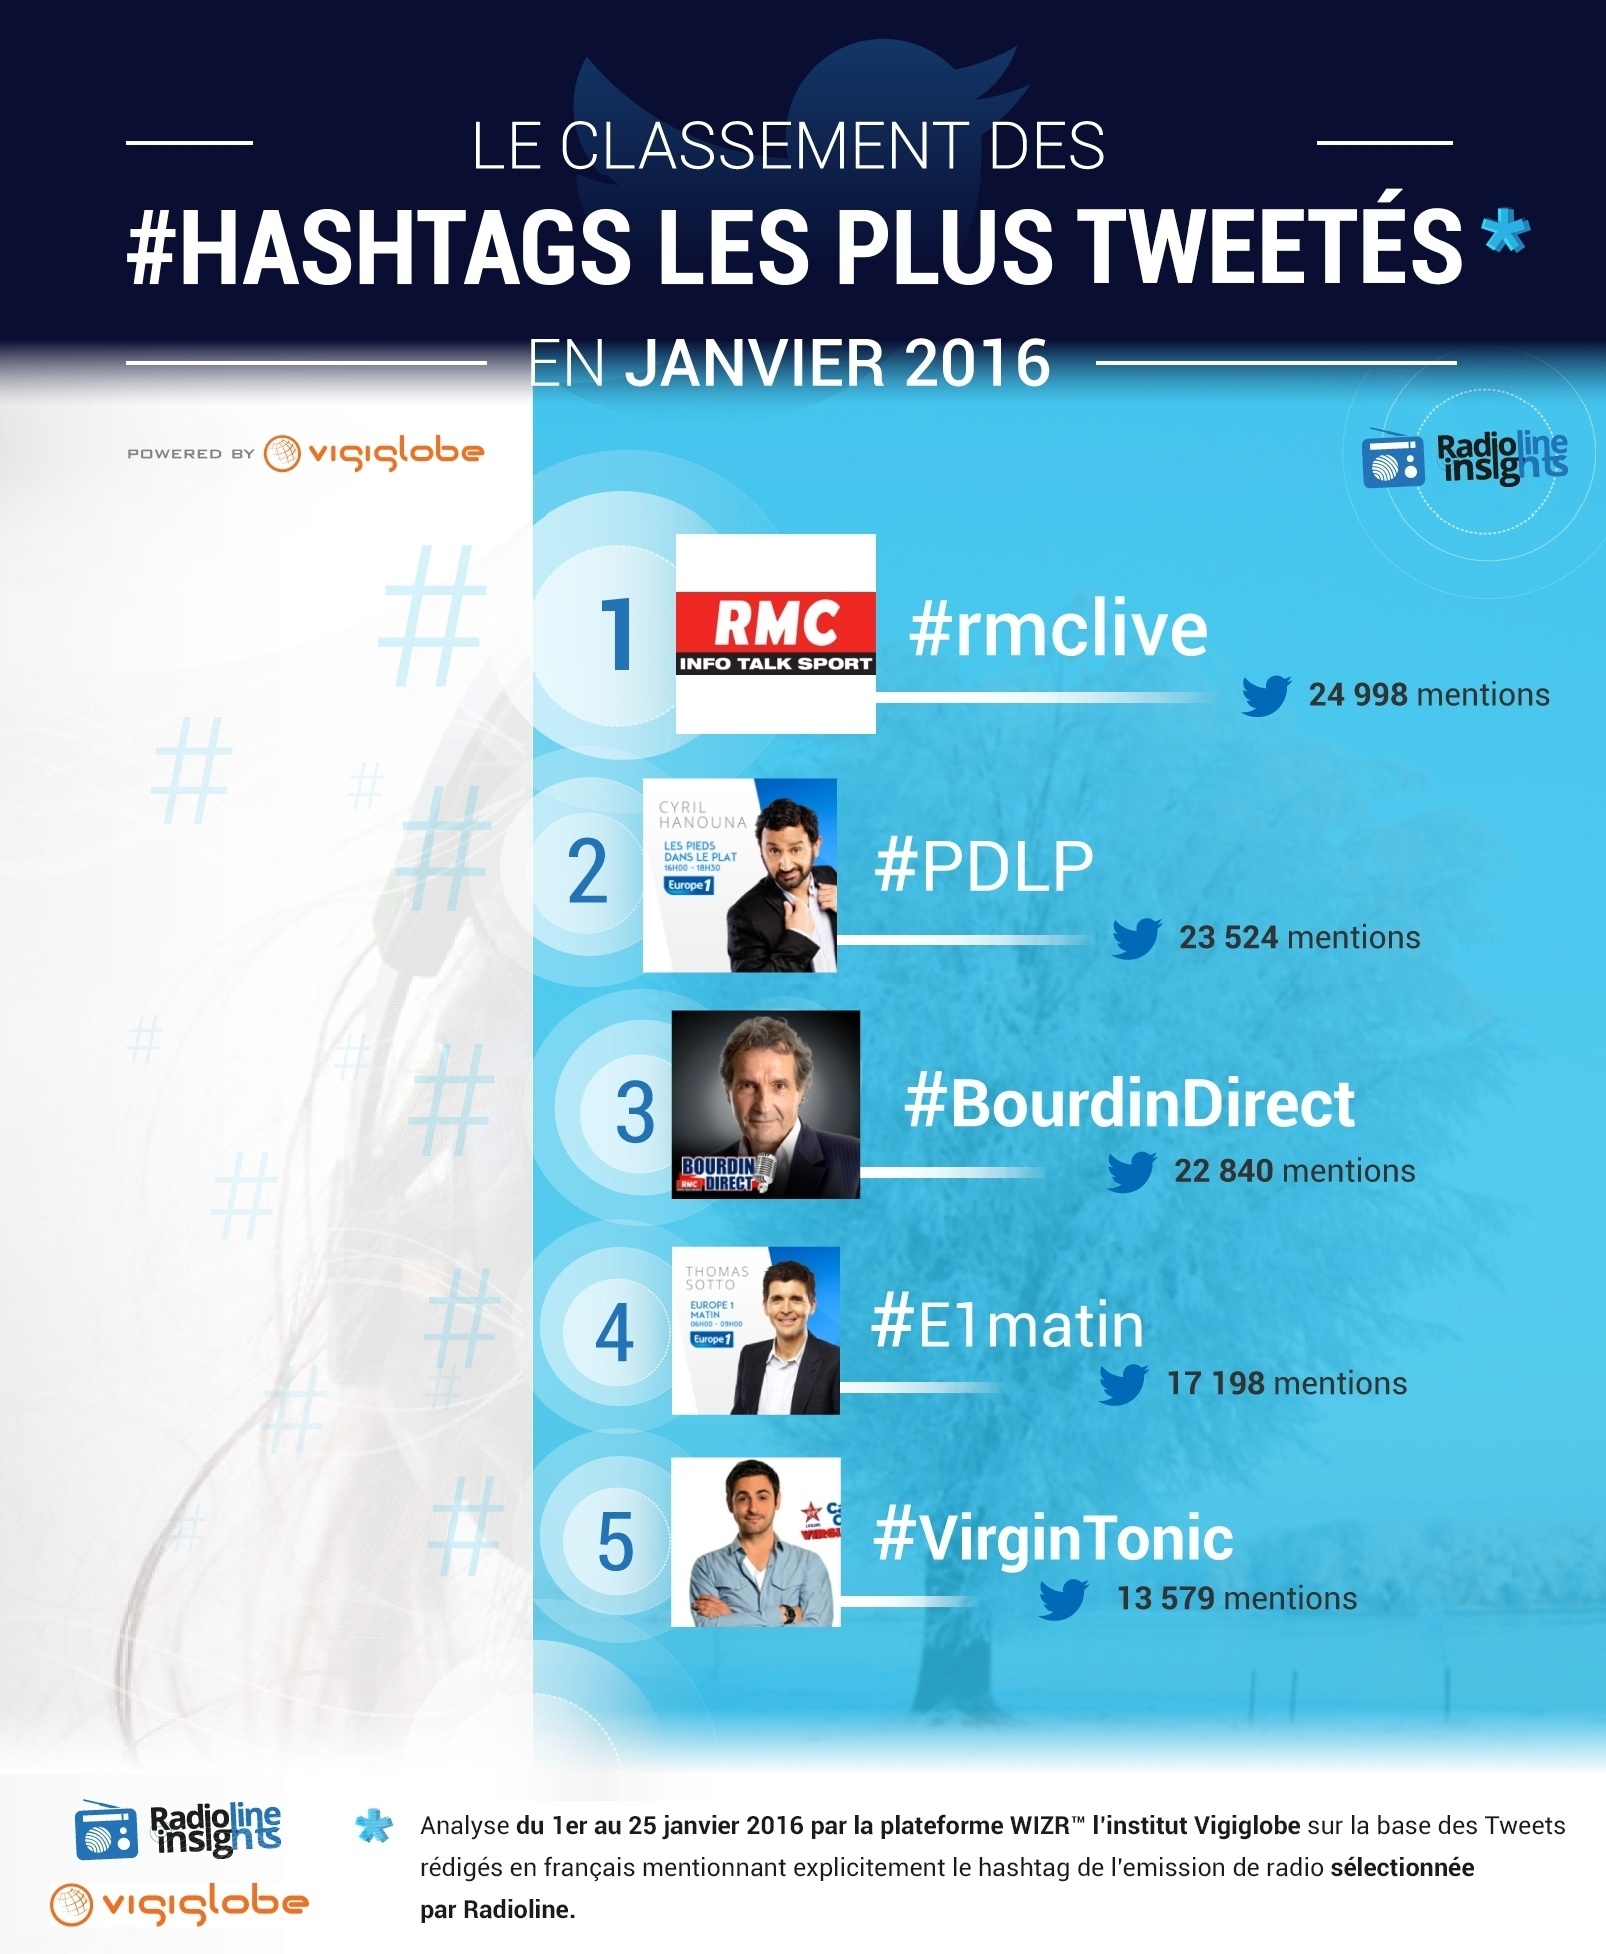 LE CLASSEMENT DES
#HASHTAGS LES PLUS TWEETÉS *
EN JANVIER 2016
POWERED BY vigiglobe
Radioline
insights
1
RMC
INFO TALK SPORT
#rmclive
24 998 mentions
2
CYRIL
HANOUNA
LES PIEDS
DANS LE PLAT
16H00 - 18H30
Europe 1
#PDLP
23 524 mentions
3
BOURDIN
RMC DIRECT
#BourdinDirect
22 840 mentions
4
THOMAS
SOTTO
EUROPE 1
MATIN
06H00 - 09H00
Europe 1
#E1matin
17 198 mentions
5
#VirginTonic
13 579 mentions
Radioline
insights
vigiglobe
* Analyse du 1er au 25 janvier 2016 par la plateforme WIZR™ l'institut Vigiglobe sur la base des Tweets
rédigés en français mentionnant explicitement le hashtag de l'emission de radio sélectionnée
par Radioline.